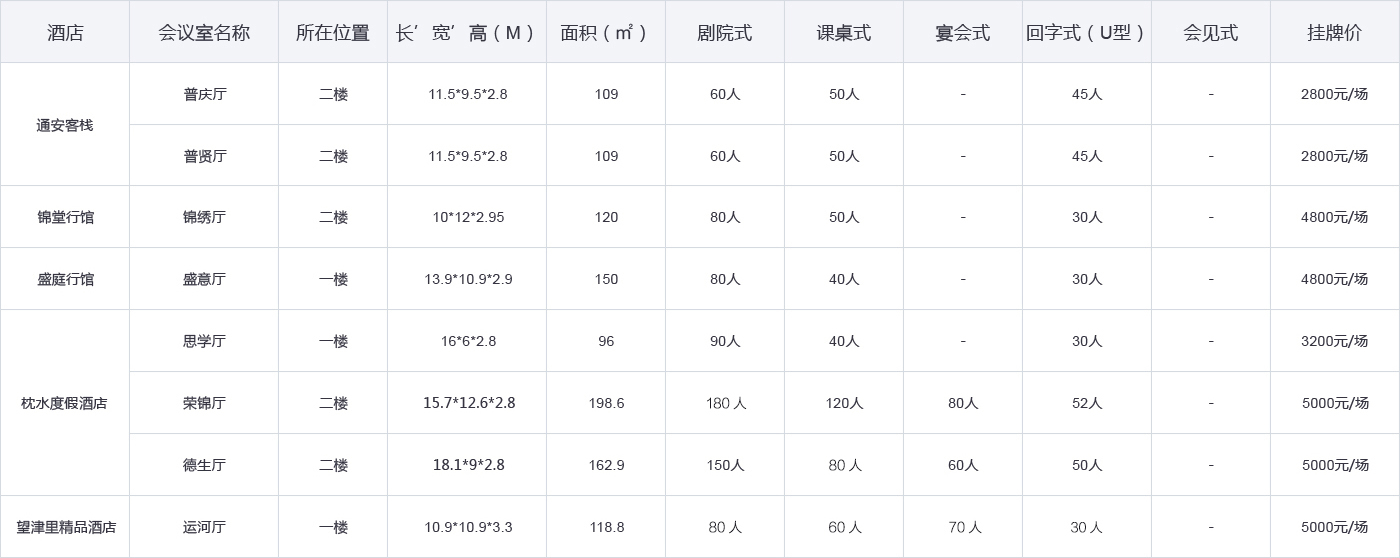 酒店 会议室名称 所在位置 长’宽’高（M） 面积（㎡） 剧院式 课桌式 宴会式 回字式（U型） 会见式 挂牌价
通安客栈 普庆厅 二楼 11.5*9.5*2.8 109 60人 50人 - 45人 - 2800元/场
普贤厅 二楼 11.5*9.5*2.8 109 60人 50人 - 45人 - 2800元/场
锦堂行馆 锦绣厅 二楼 10*12*2.95 120 80人 50人 - 30人 - 4800元/场
盛庭行馆 盛意厅 一楼 13.9*10.9*2.9 150 80人 40人 - 30人 - 4800元/场
枕水度假酒店 思学厅 一楼 16*6*2.8 96 90人 40人 - 30人 - 3200元/场
荣锦厅 二楼 15.7*12.6*2.8 198.6 180 人 120人 80人 52人 - 5000元/场
德生厅 二楼 18.1*9*2.8 162.9 150人 80 人 60人 50人 - 5000元/场
望津里精品酒店 运河厅 一楼 10.9*10.9*3.3 118.8 80 人 60 人 70 人 30 人 - 5000元/场